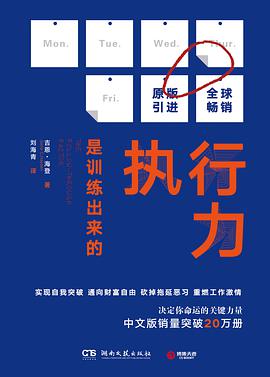 Mon.
Tue.
Wed.
Thur.
Fri.
原版
引进
全球
畅销
执行力
是训练出来的
吉恩·海登
刘海青 译
实现自我突破 通向财富自由 砍掉拖延恶习 重燃工作激情
决定你命运的关键力量
中文版销量突破20万册
湖南文艺出版社
博集天卷